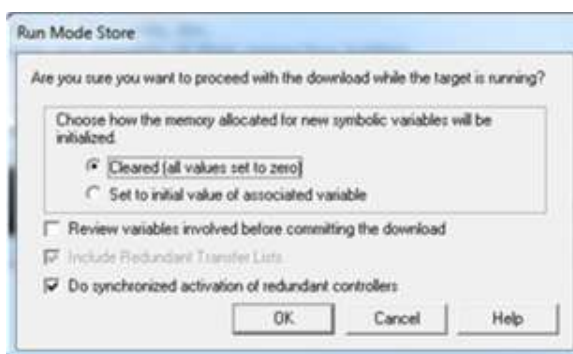 Run Mode Store
Are you sure you want to proceed with the download while the target is running?
Choose how the memory allocated for new symbolic variables will be
initialized.
Cleared (all values set to zero)
Set to initial value of associated variable
Review variables involved before committing the download
Include Redundant Transfer Lists
Do synchronized activation of redundant controllers
OK
Cancel
Help